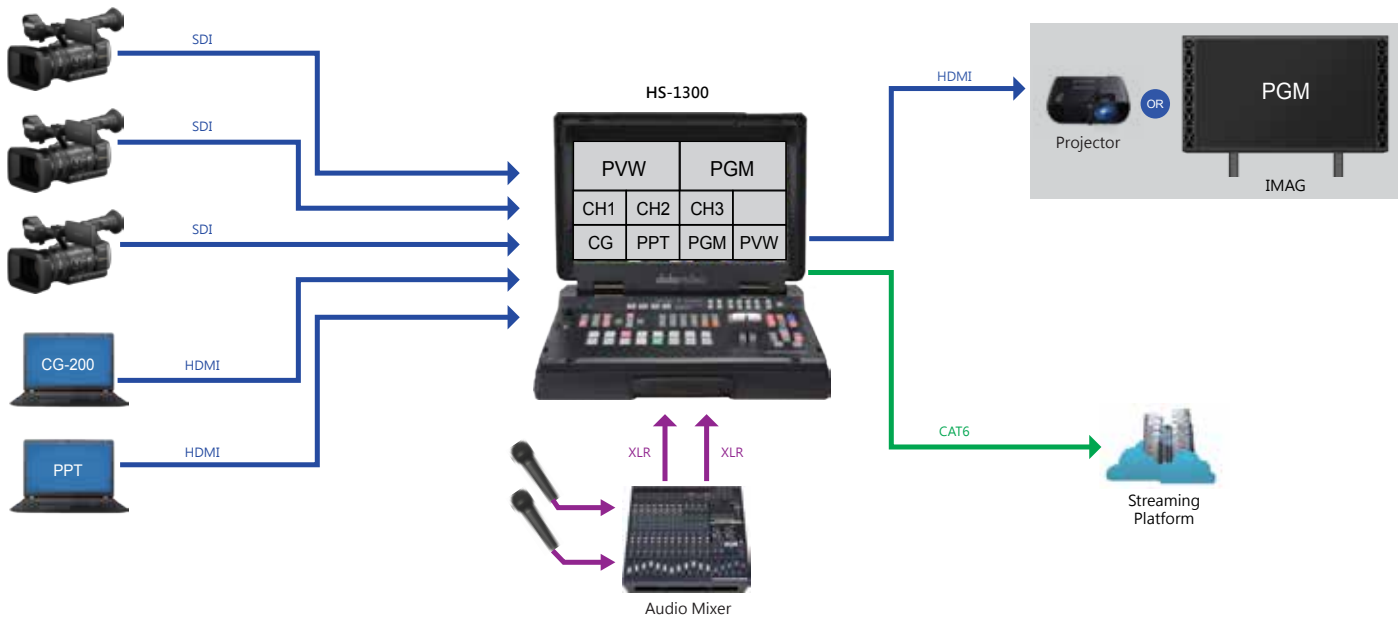 SDI
SDI
SDI
CG-200
HDMI
PPT
HDMI
HS-1300
PVW PGM
CH1 CH2 CH3
CG PPT PGM PVW
XLR XLR
Audio Mixer
HDMI
Projector
OR
PGM
IMAG
CAT6
Streaming
Platform